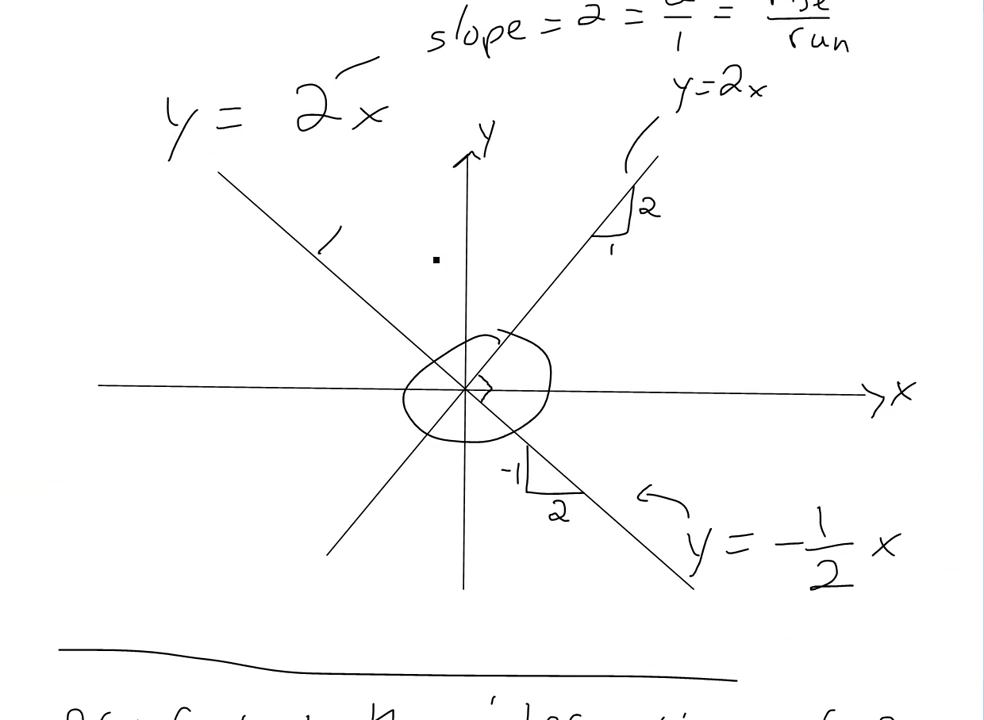 slope = 2 = 2/1 = rise/run
y = 2x
y=2x
y
2
1
x
-1
2
y = -1/2 x